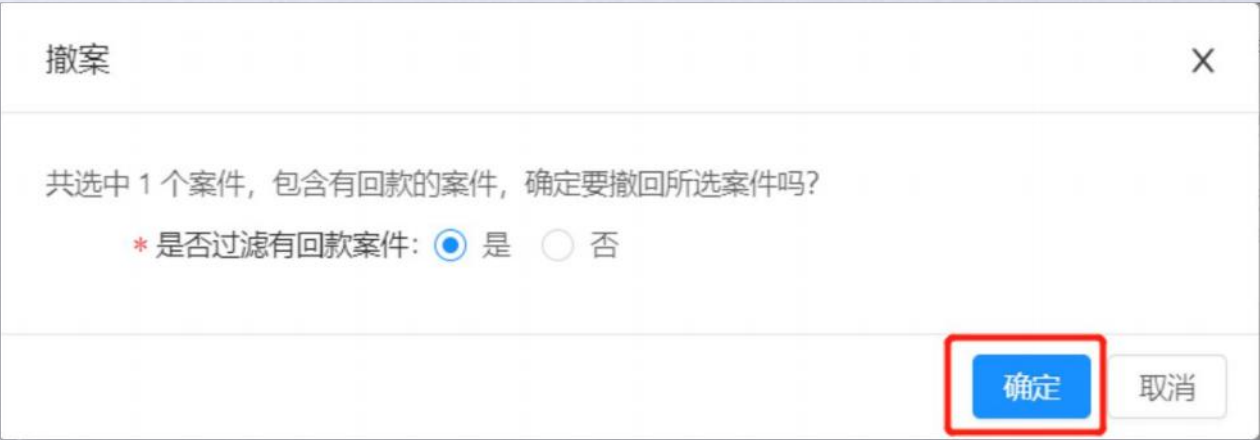 撤案
X
共选中 1 个案件，包含有回款的案件，确定要撤回所选案件吗？
* 是否过滤有回款案件： 是 否
确定 取消